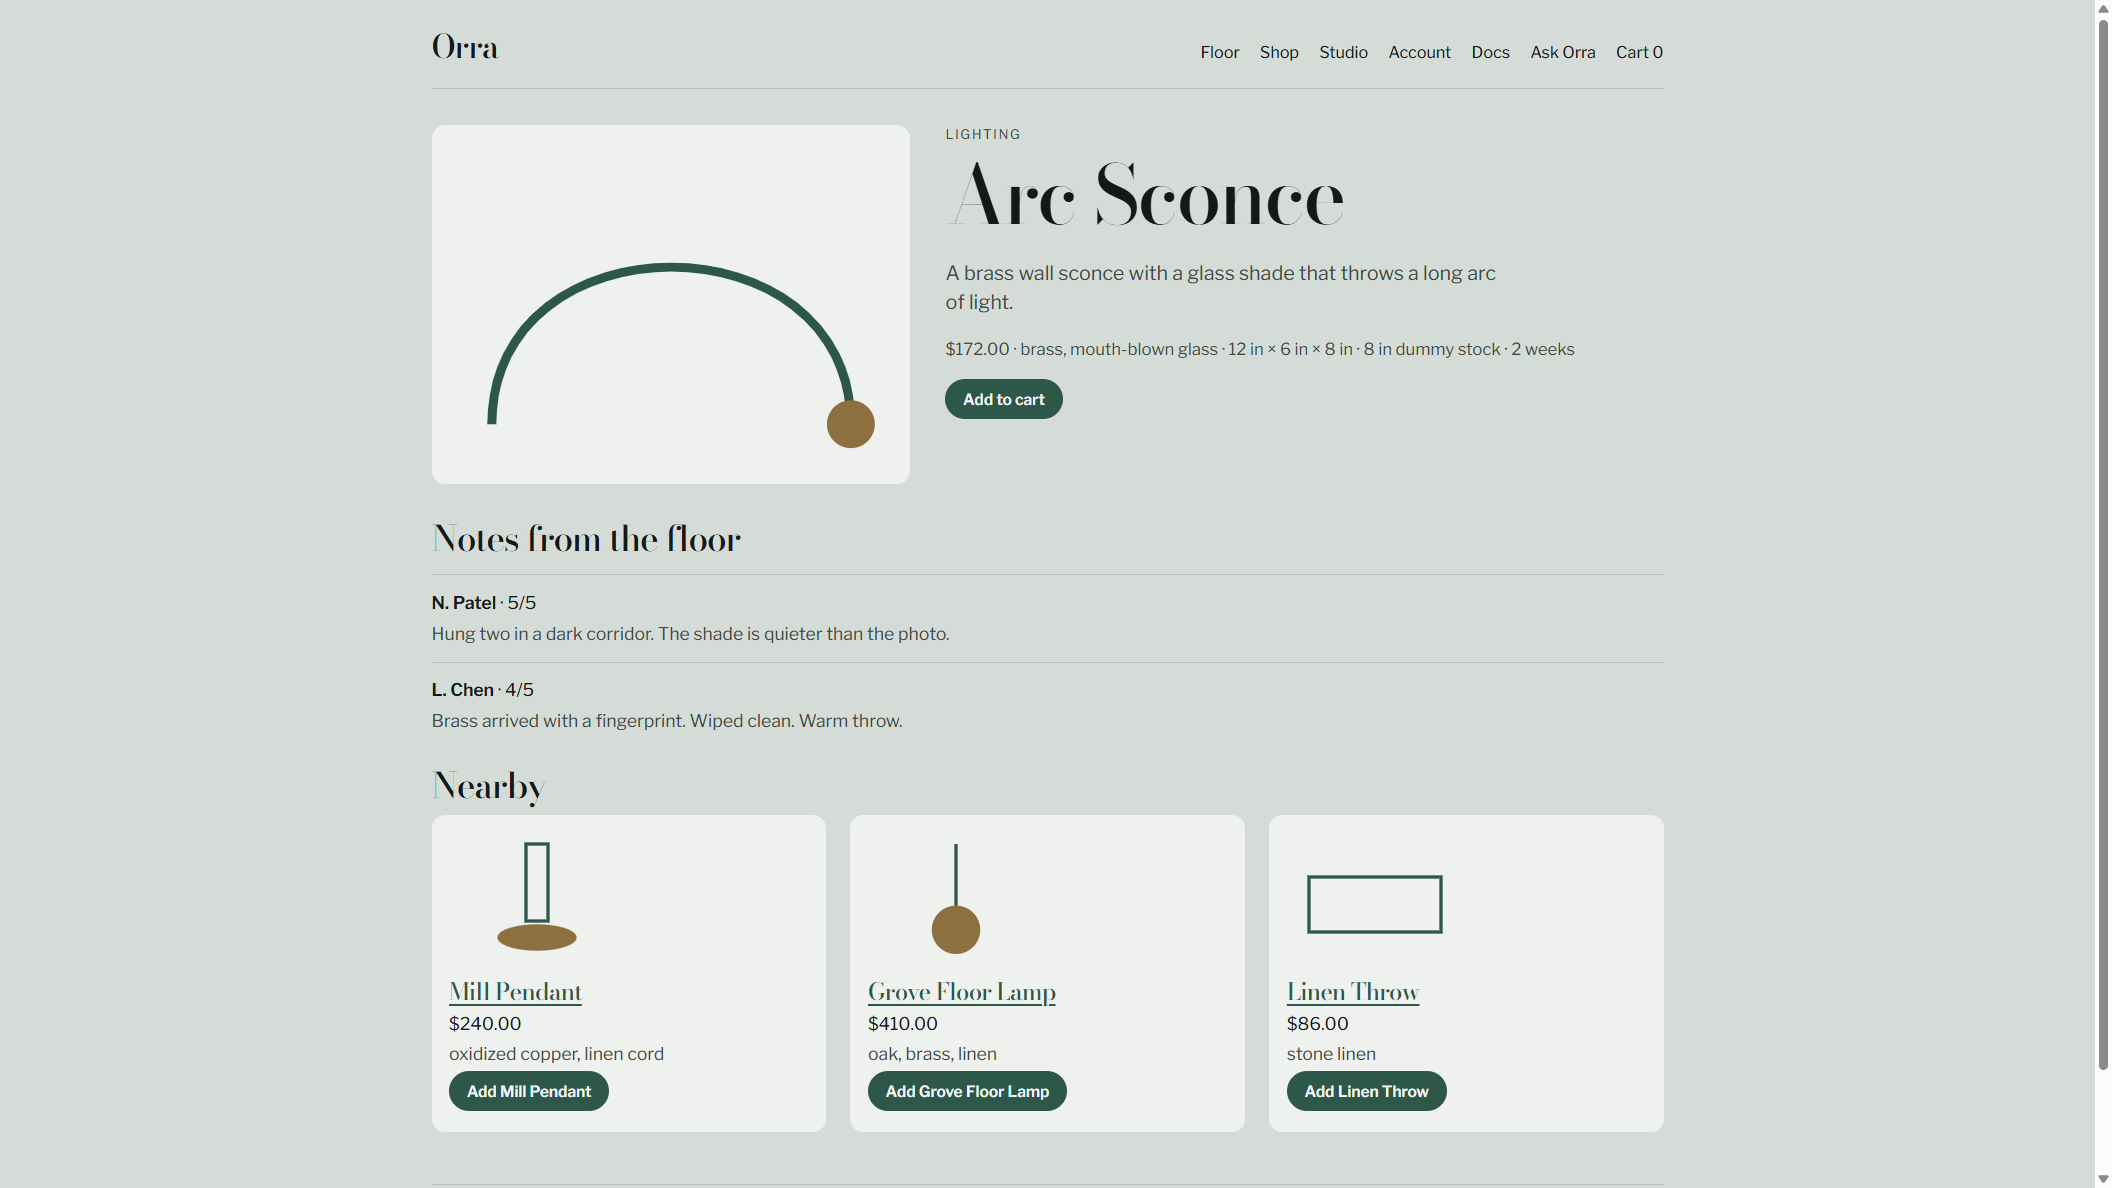 Orra
Floor Shop Studio Account Docs Ask Orra Cart 0
LIGHTING
Arc Sconce
A brass wall sconce with a glass shade that throws a long arc
of light.
$172.00 · brass, mouth-blown glass · 12 in × 6 in × 8 in · 8 in dummy stock · 2 weeks
Add to cart
Notes from the floor
N. Patel · 5/5
Hung two in a dark corridor. The shade is quieter than the photo.
L. Chen · 4/5
Brass arrived with a fingerprint. Wiped clean. Warm throw.
Nearby
Mill Pendant
$240.00
oxidized copper, linen cord
Add Mill Pendant
Grove Floor Lamp
$410.00
oak, brass, linen
Add Grove Floor Lamp
Linen Throw
$86.00
stone linen
Add Linen Throw